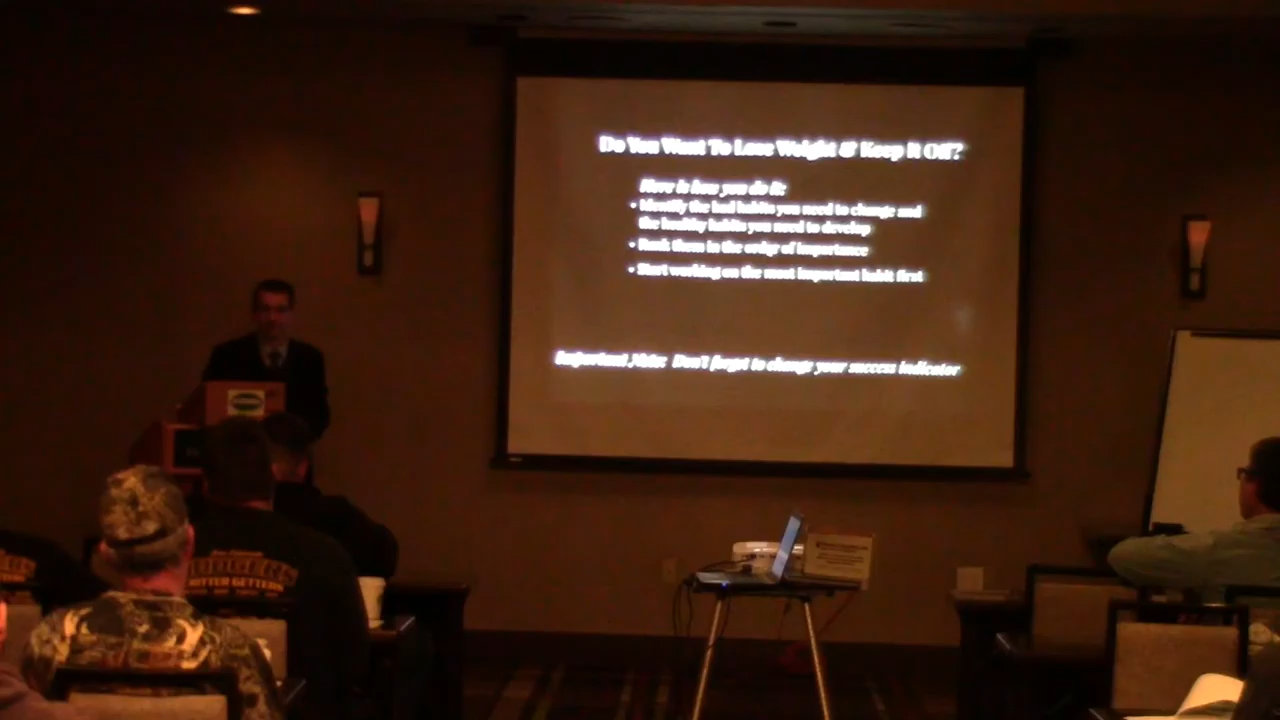 Do You Want To Lose Weight & Keep It Off?
Here is how you do it:
• Identify the bad habits you need to change and
the healthy habits you need to develop
• Rank them in the order of importance
• Start working on the most important habit first
Important Note: Don't forget to change your success indicator
RITTER GETTERS